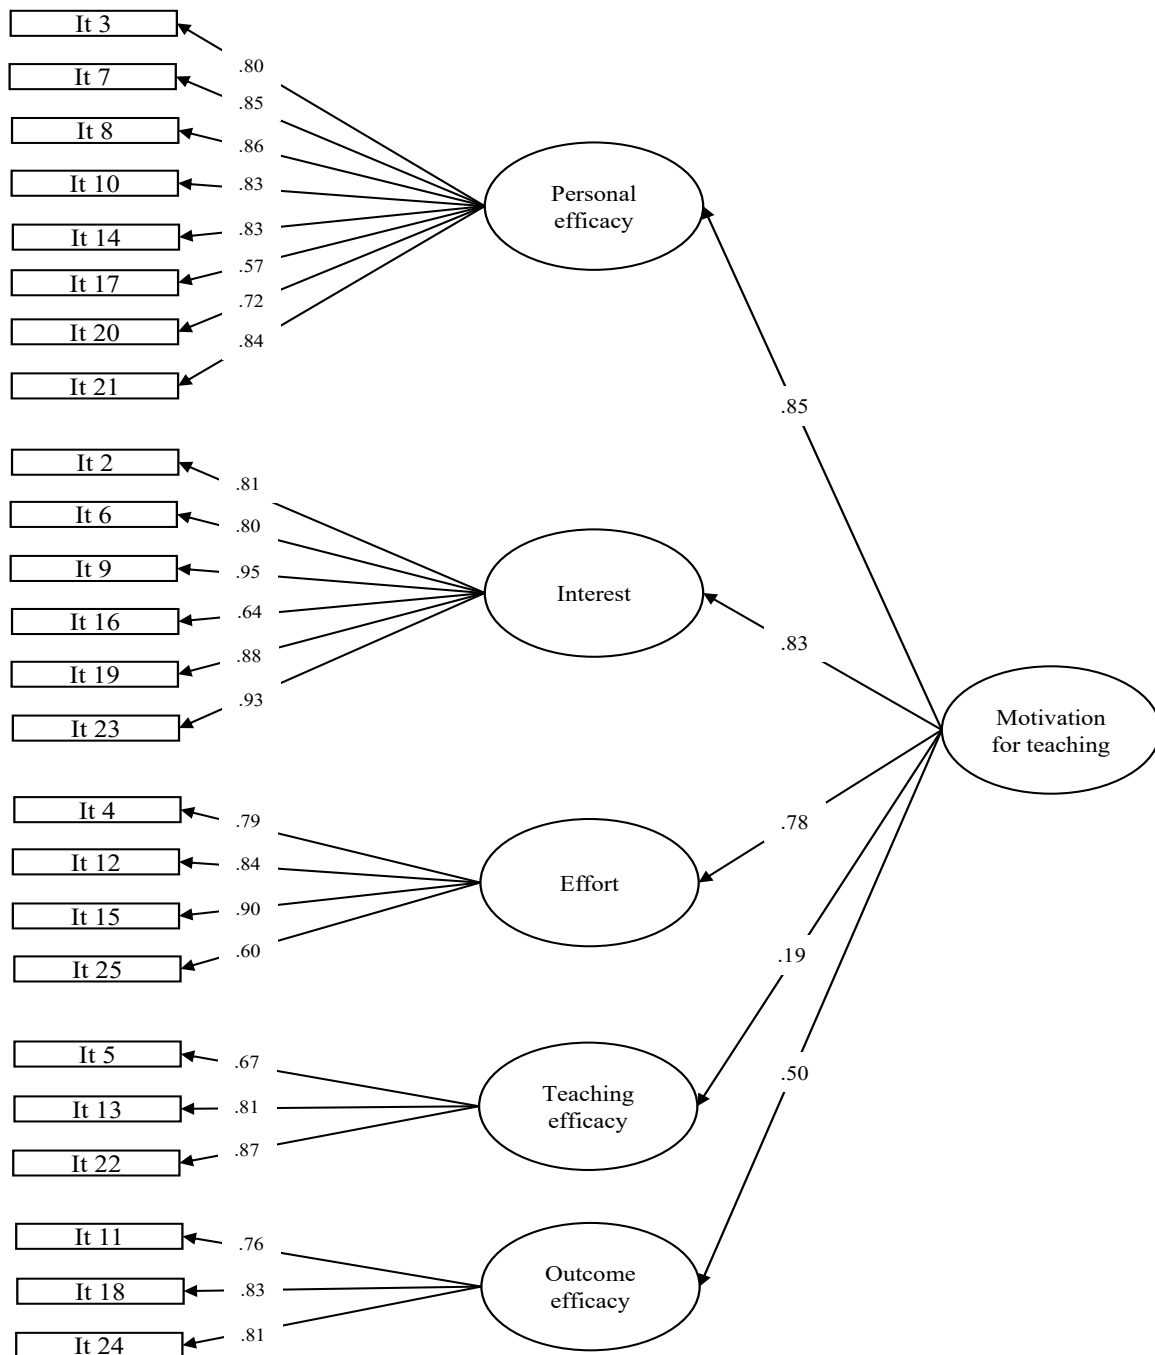 It 3
.80
It 7
.85
It 8
.86
It 10
.83
It 14
.83
It 17
.57
It 20
.72
It 21
.84
Personal
efficacy
.85
It 2
.81
It 6
.80
It 9
.95
It 16
.64
It 19
.88
It 23
.93
Interest
.83
Motivation
for teaching
It 4
.79
It 12
.84
It 15
.90
It 25
.60
Effort
.78
.19
It 5
.67
It 13
.81
It 22
.87
Teaching
efficacy
.50
It 11
.76
It 18
.83
It 24
.81
Outcome
efficacy